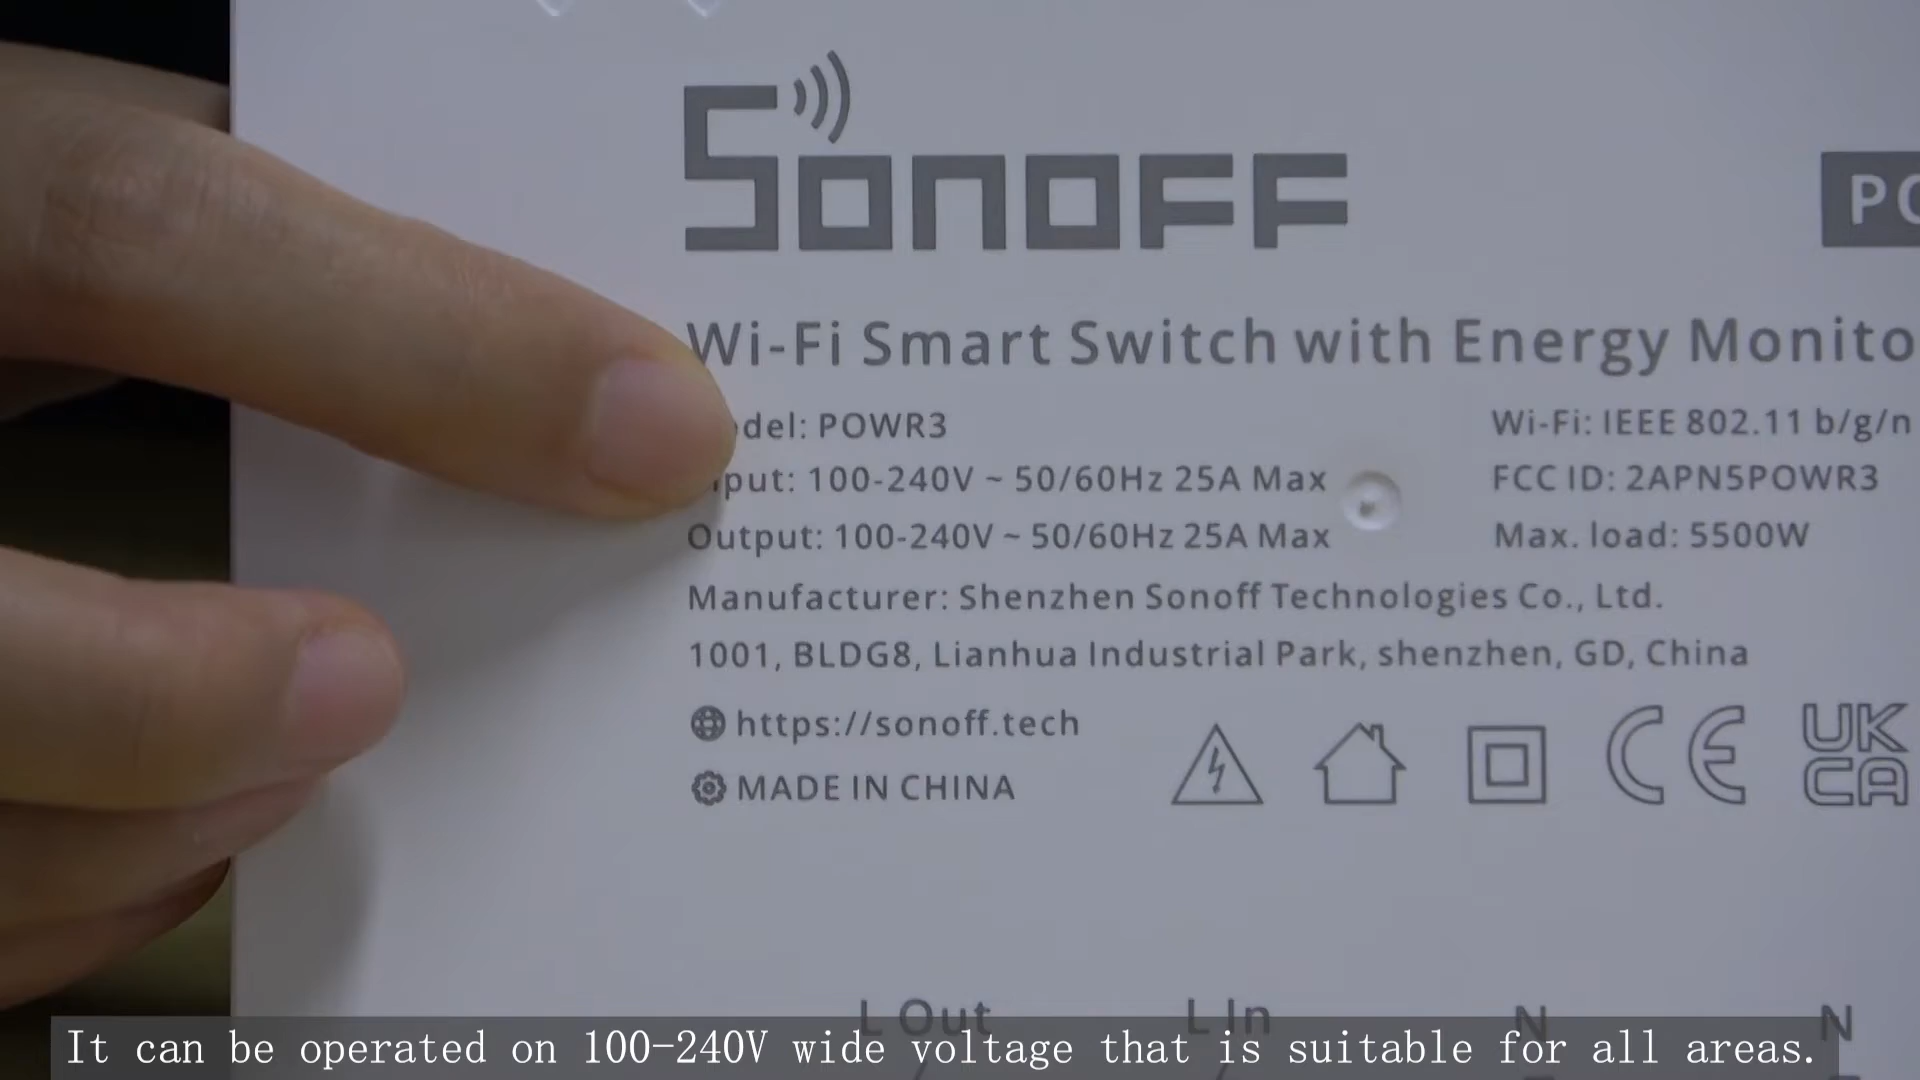 SONOFF
Wi-Fi Smart Switch with Energy Monito
del: POWR3
Wi-Fi: IEEE 802.11 b/g/n
put: 100-240V ~ 50/60Hz 25A Max
FCC ID: 2APN5POWR3
Output: 100-240V ~ 50/60Hz 25A Max
Max. load: 5500W
Manufacturer: Shenzhen Sonoff Technologies Co., Ltd.
1001, BLDG8, Lianhua Industrial Park, shenzhen, GD, China
https://sonoff.tech
MADE IN CHINA
CE
UK
CA
L Out L In N N
It can be operated on 100-240V wide voltage that is suitable for all areas.